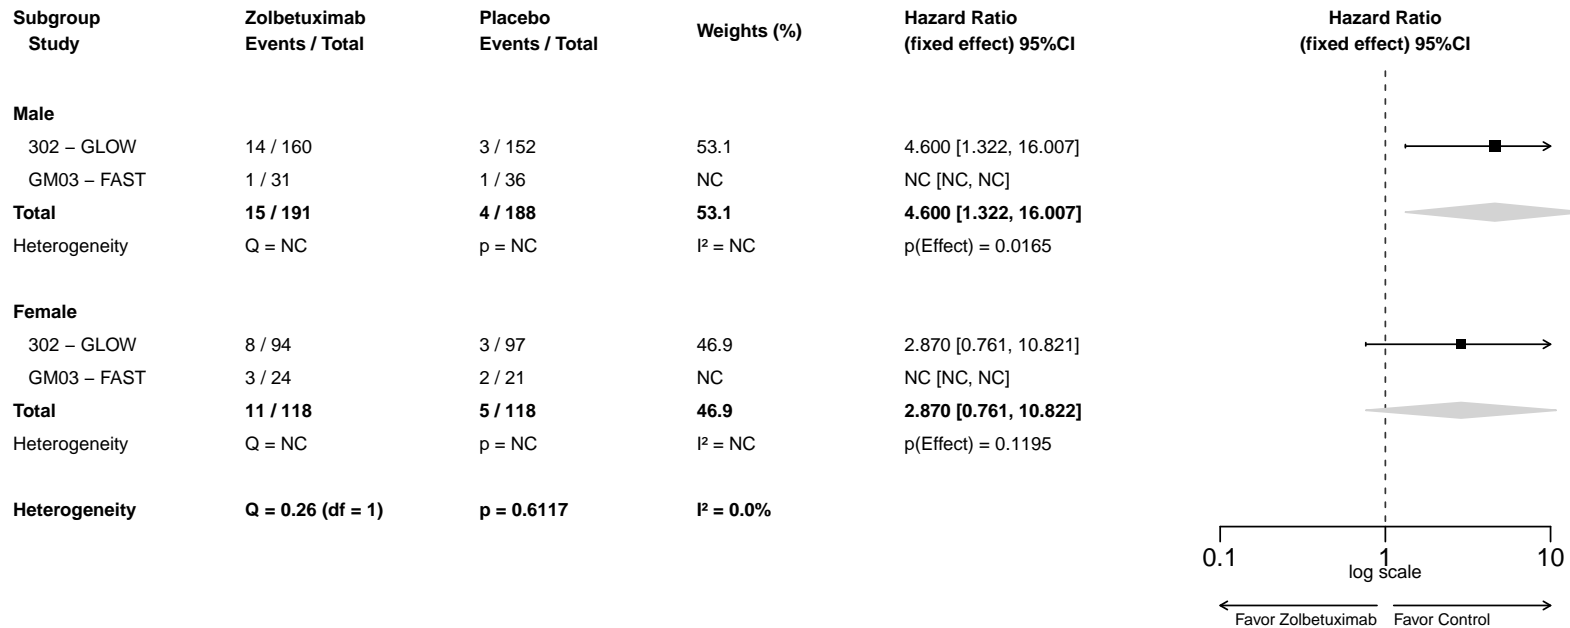 Subgroup Zolbetuximab Placebo Weights (%) Hazard Ratio Hazard Ratio
Study Events / Total Events / Total (fixed effect) 95%CI (fixed effect) 95%CI
Male
302 – GLOW 14 / 160 3 / 152 53.1 4.600 [1.322, 16.007]
GM03 – FAST 1 / 31 1 / 36 NC NC [NC, NC]
Total 15 / 191 4 / 188 53.1 4.600 [1.322, 16.007]
Heterogeneity Q = NC p = NC I² = NC p(Effect) = 0.0165
Female
302 – GLOW 8 / 94 3 / 97 46.9 2.870 [0.761, 10.821]
GM03 – FAST 3 / 24 2 / 21 NC NC [NC, NC]
Total 11 / 118 5 / 118 46.9 2.870 [0.761, 10.822]
Heterogeneity Q = NC p = NC I² = NC p(Effect) = 0.1195
Heterogeneity Q = 0.26 (df = 1) p = 0.6117 I² = 0.0%
0.1 1 10
log scale
Favor Zolbetuximab Favor Control